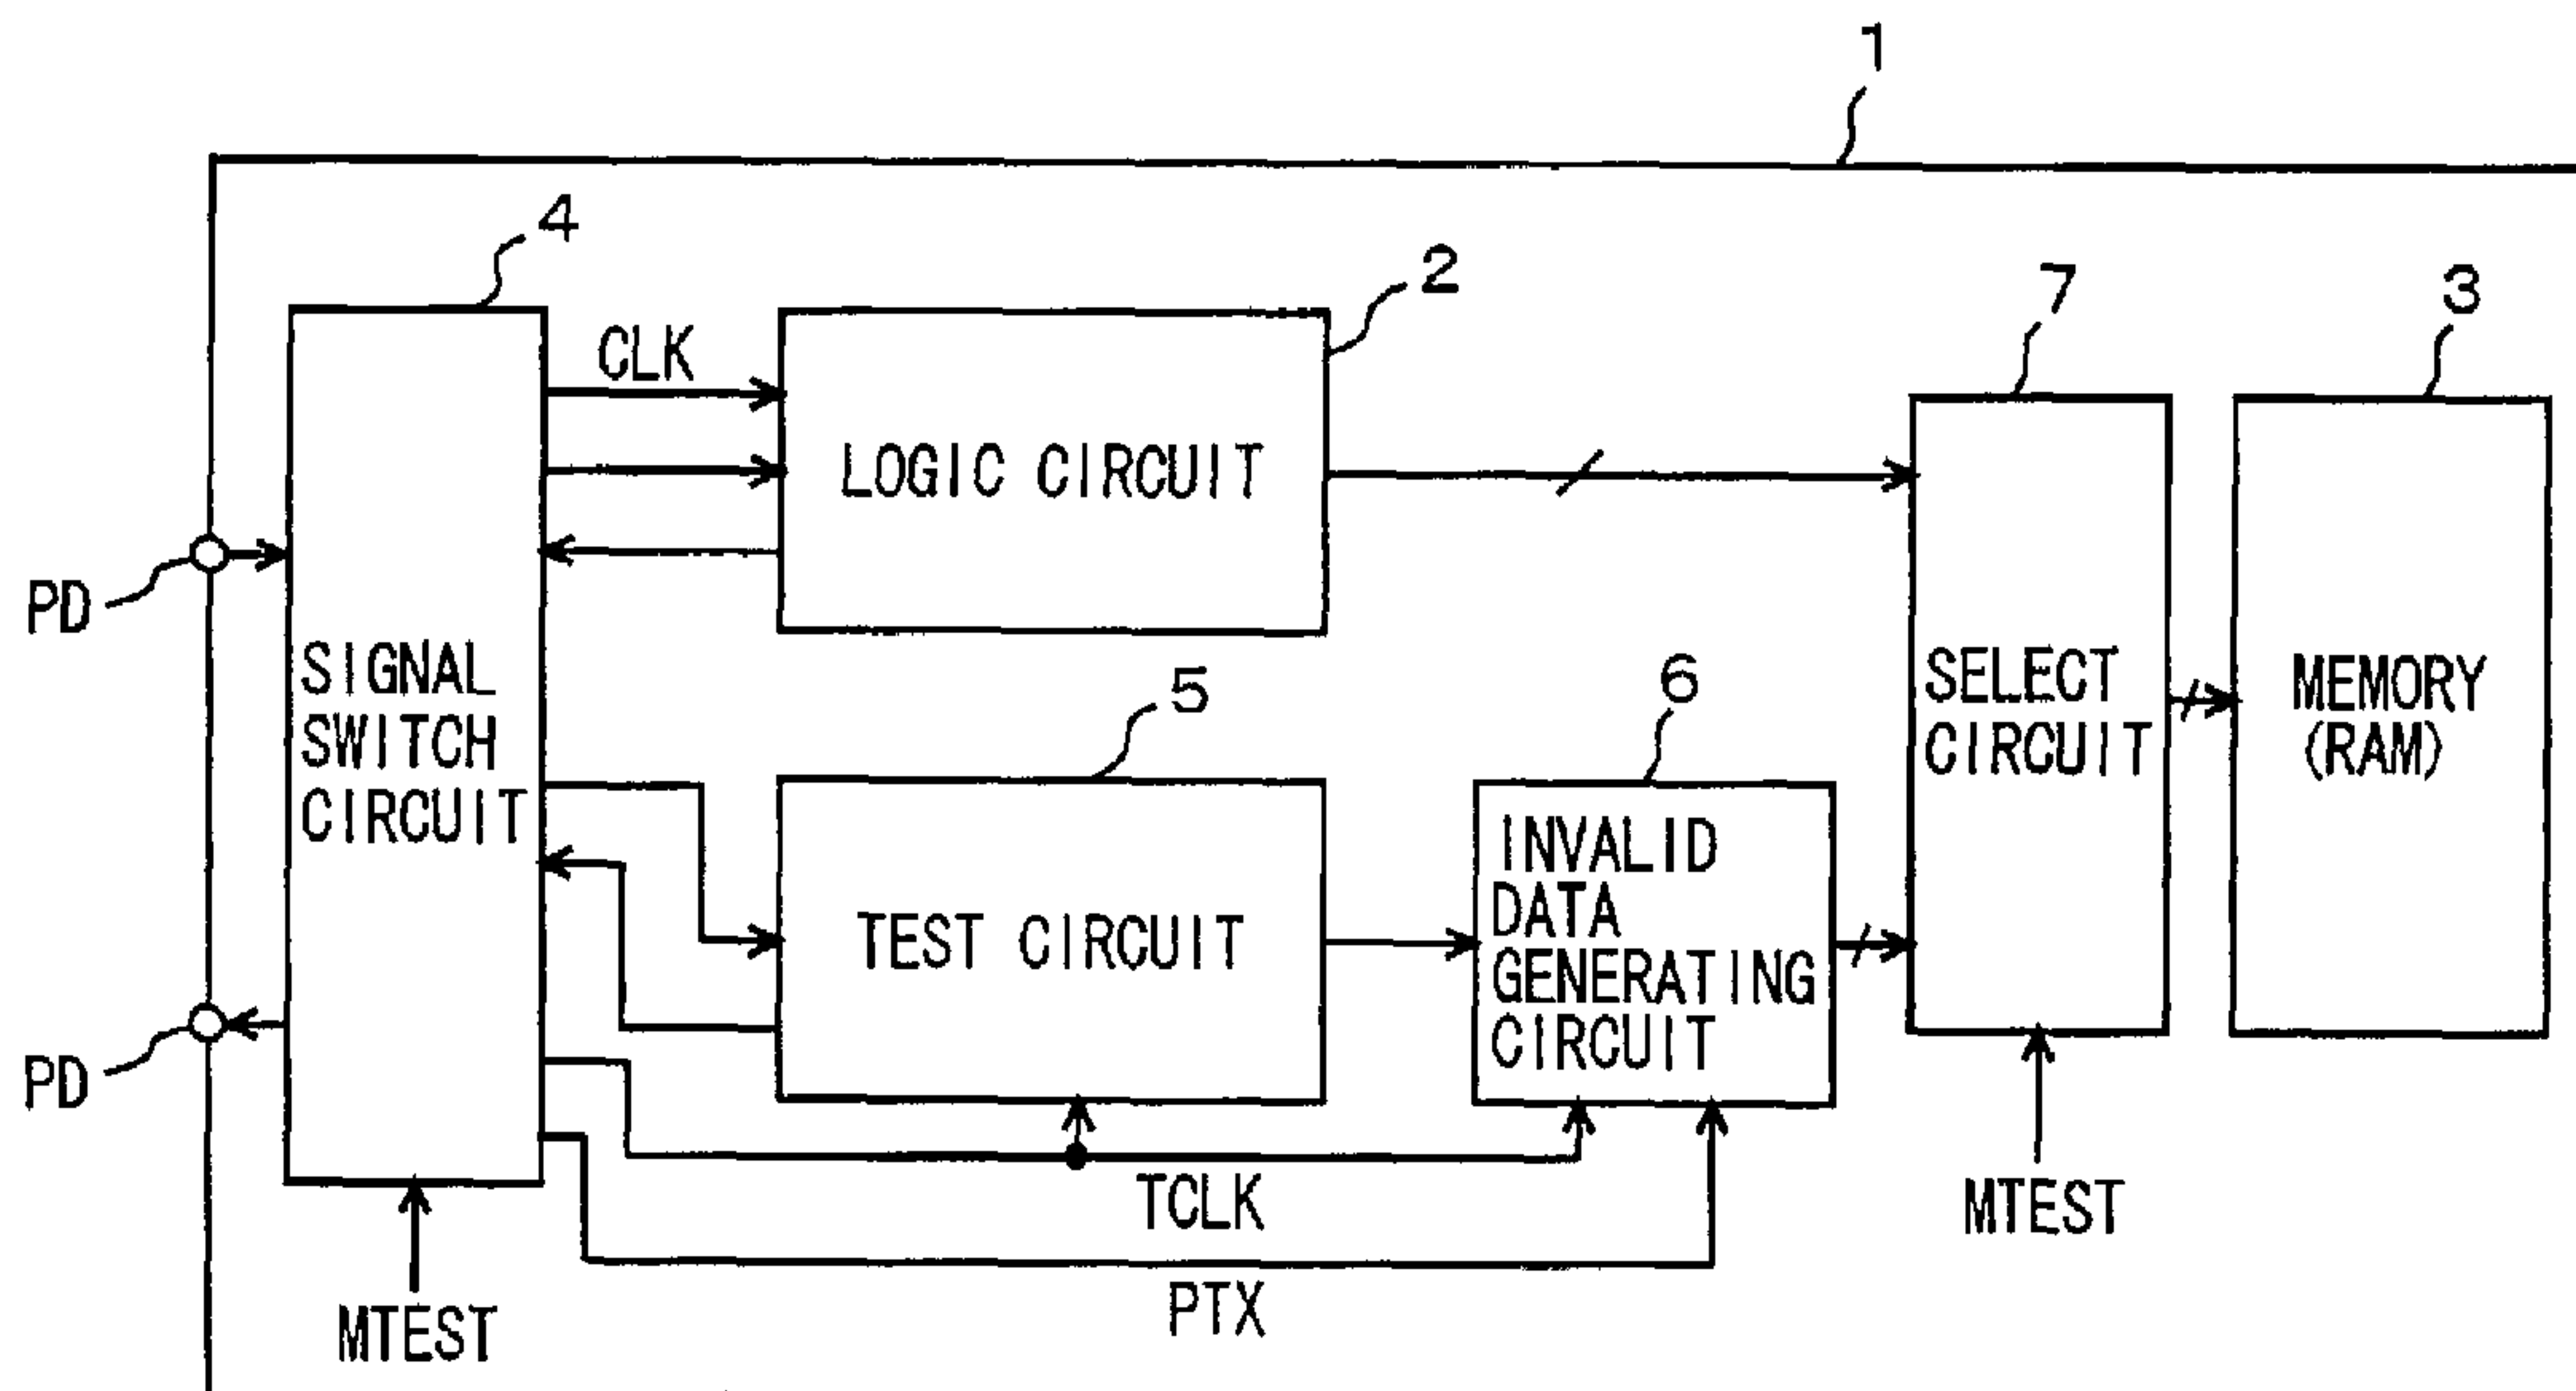 1
4
2
7
3
CLK
LOGIC CIRCUIT
PD
SIGNAL
SWITCH
CIRCUIT
5
6
SELECT
CIRCUIT
MEMORY
(RAM)
TEST CIRCUIT
INVALID
DATA
GENERATING
CIRCUIT
PD
TCLK
MTEST
PTX
MTEST